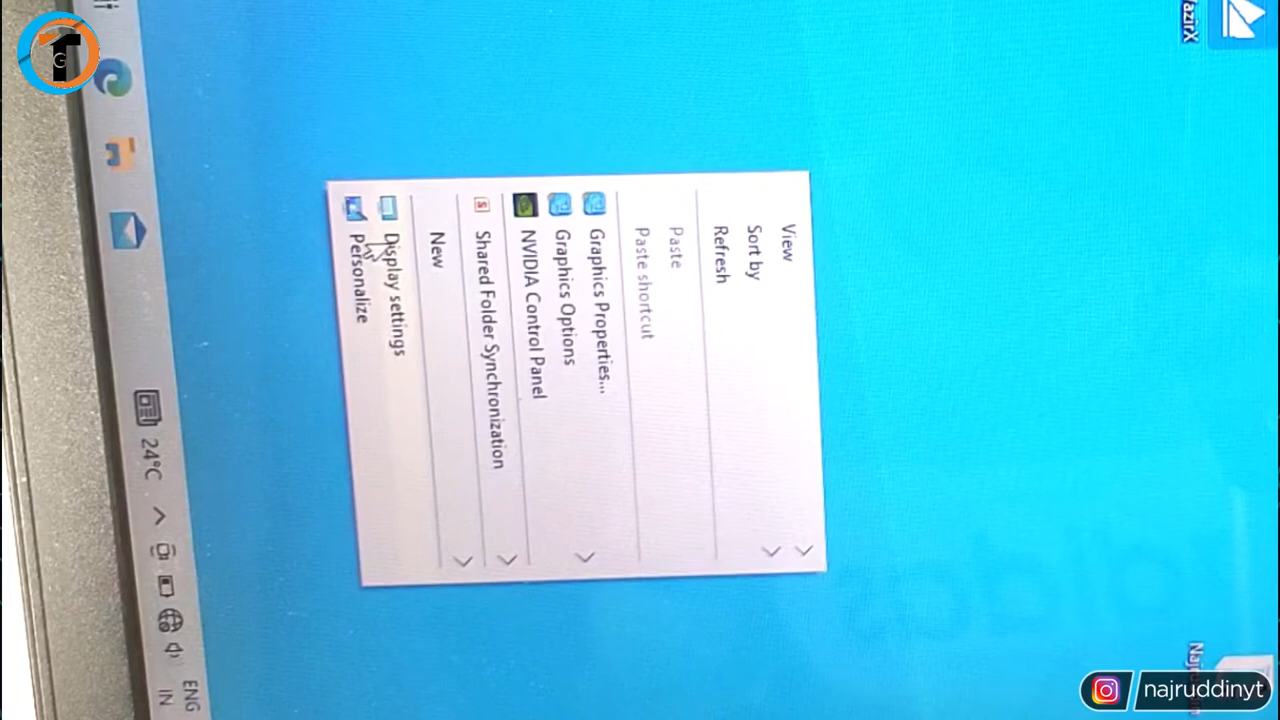 View
Sort by
Refresh
Paste
Paste shortcut
Graphics Properties...
Graphics Options
NVIDIA Control Panel
Shared Folder Synchronization
New
Display settings
Personalize
24°C
ENG
IN
najruddinyt